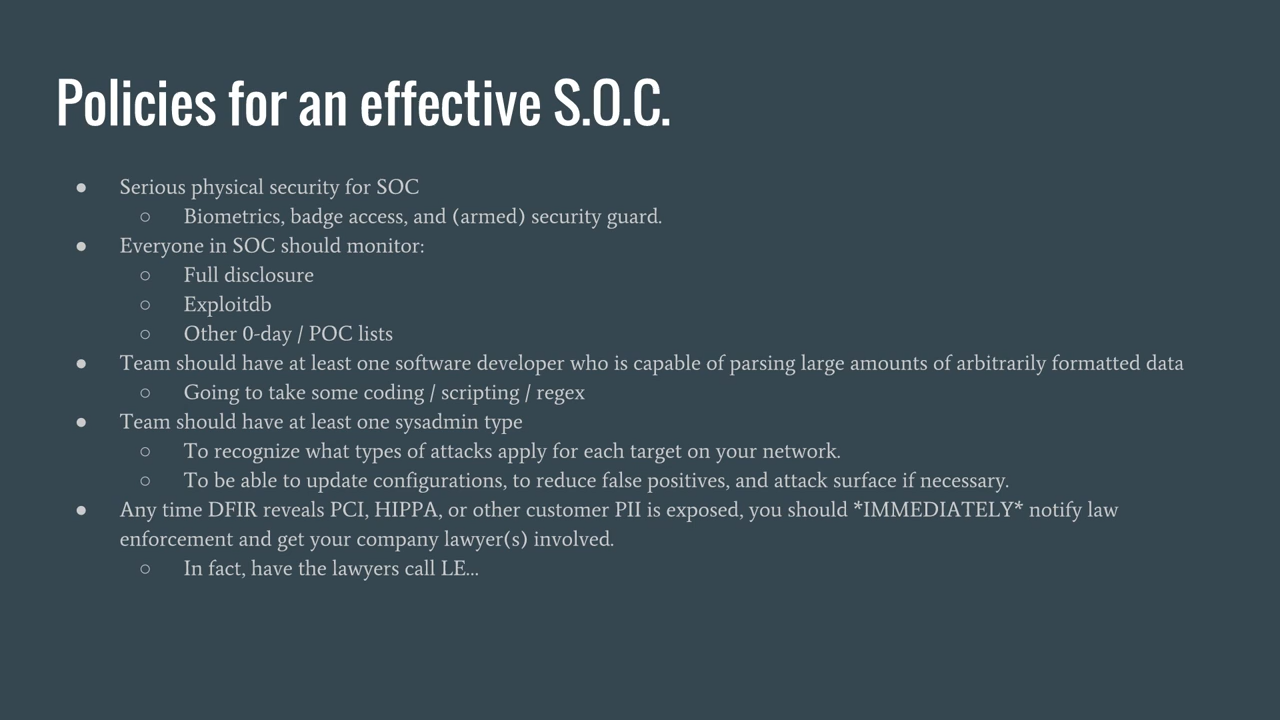 Policies for an effective S.O.C.
● Serious physical security for SOC
○ Biometrics, badge access, and (armed) security guard.
● Everyone in SOC should monitor:
○ Full disclosure
○ Exploitdb
○ Other 0-day / POC lists
● Team should have at least one software developer who is capable of parsing large amounts of arbitrarily formatted data
○ Going to take some coding / scripting / regex
● Team should have at least one sysadmin type
○ To recognize what types of attacks apply for each target on your network.
○ To be able to update configurations, to reduce false positives, and attack surface if necessary.
● Any time DFIR reveals PCI, HIPPA, or other customer PII is exposed, you should *IMMEDIATELY* notify law
enforcement and get your company lawyer(s) involved.
○ In fact, have the lawyers call LE...